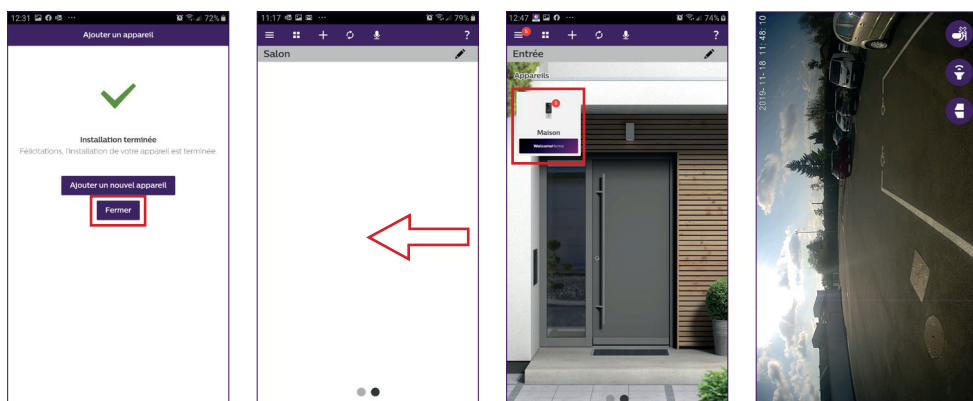 12:31 ... 72%
Ajouter un appareil
Installation terminée
Félicitations, l'installation de votre appareil est terminée.
Ajouter un nouvel appareil
Fermer
11:17 ... 79%
?
Salon
12:47 ... 74%
?
Entrée
Appareils
Maison
WelcomeHome
2019-11-18 11:48:10